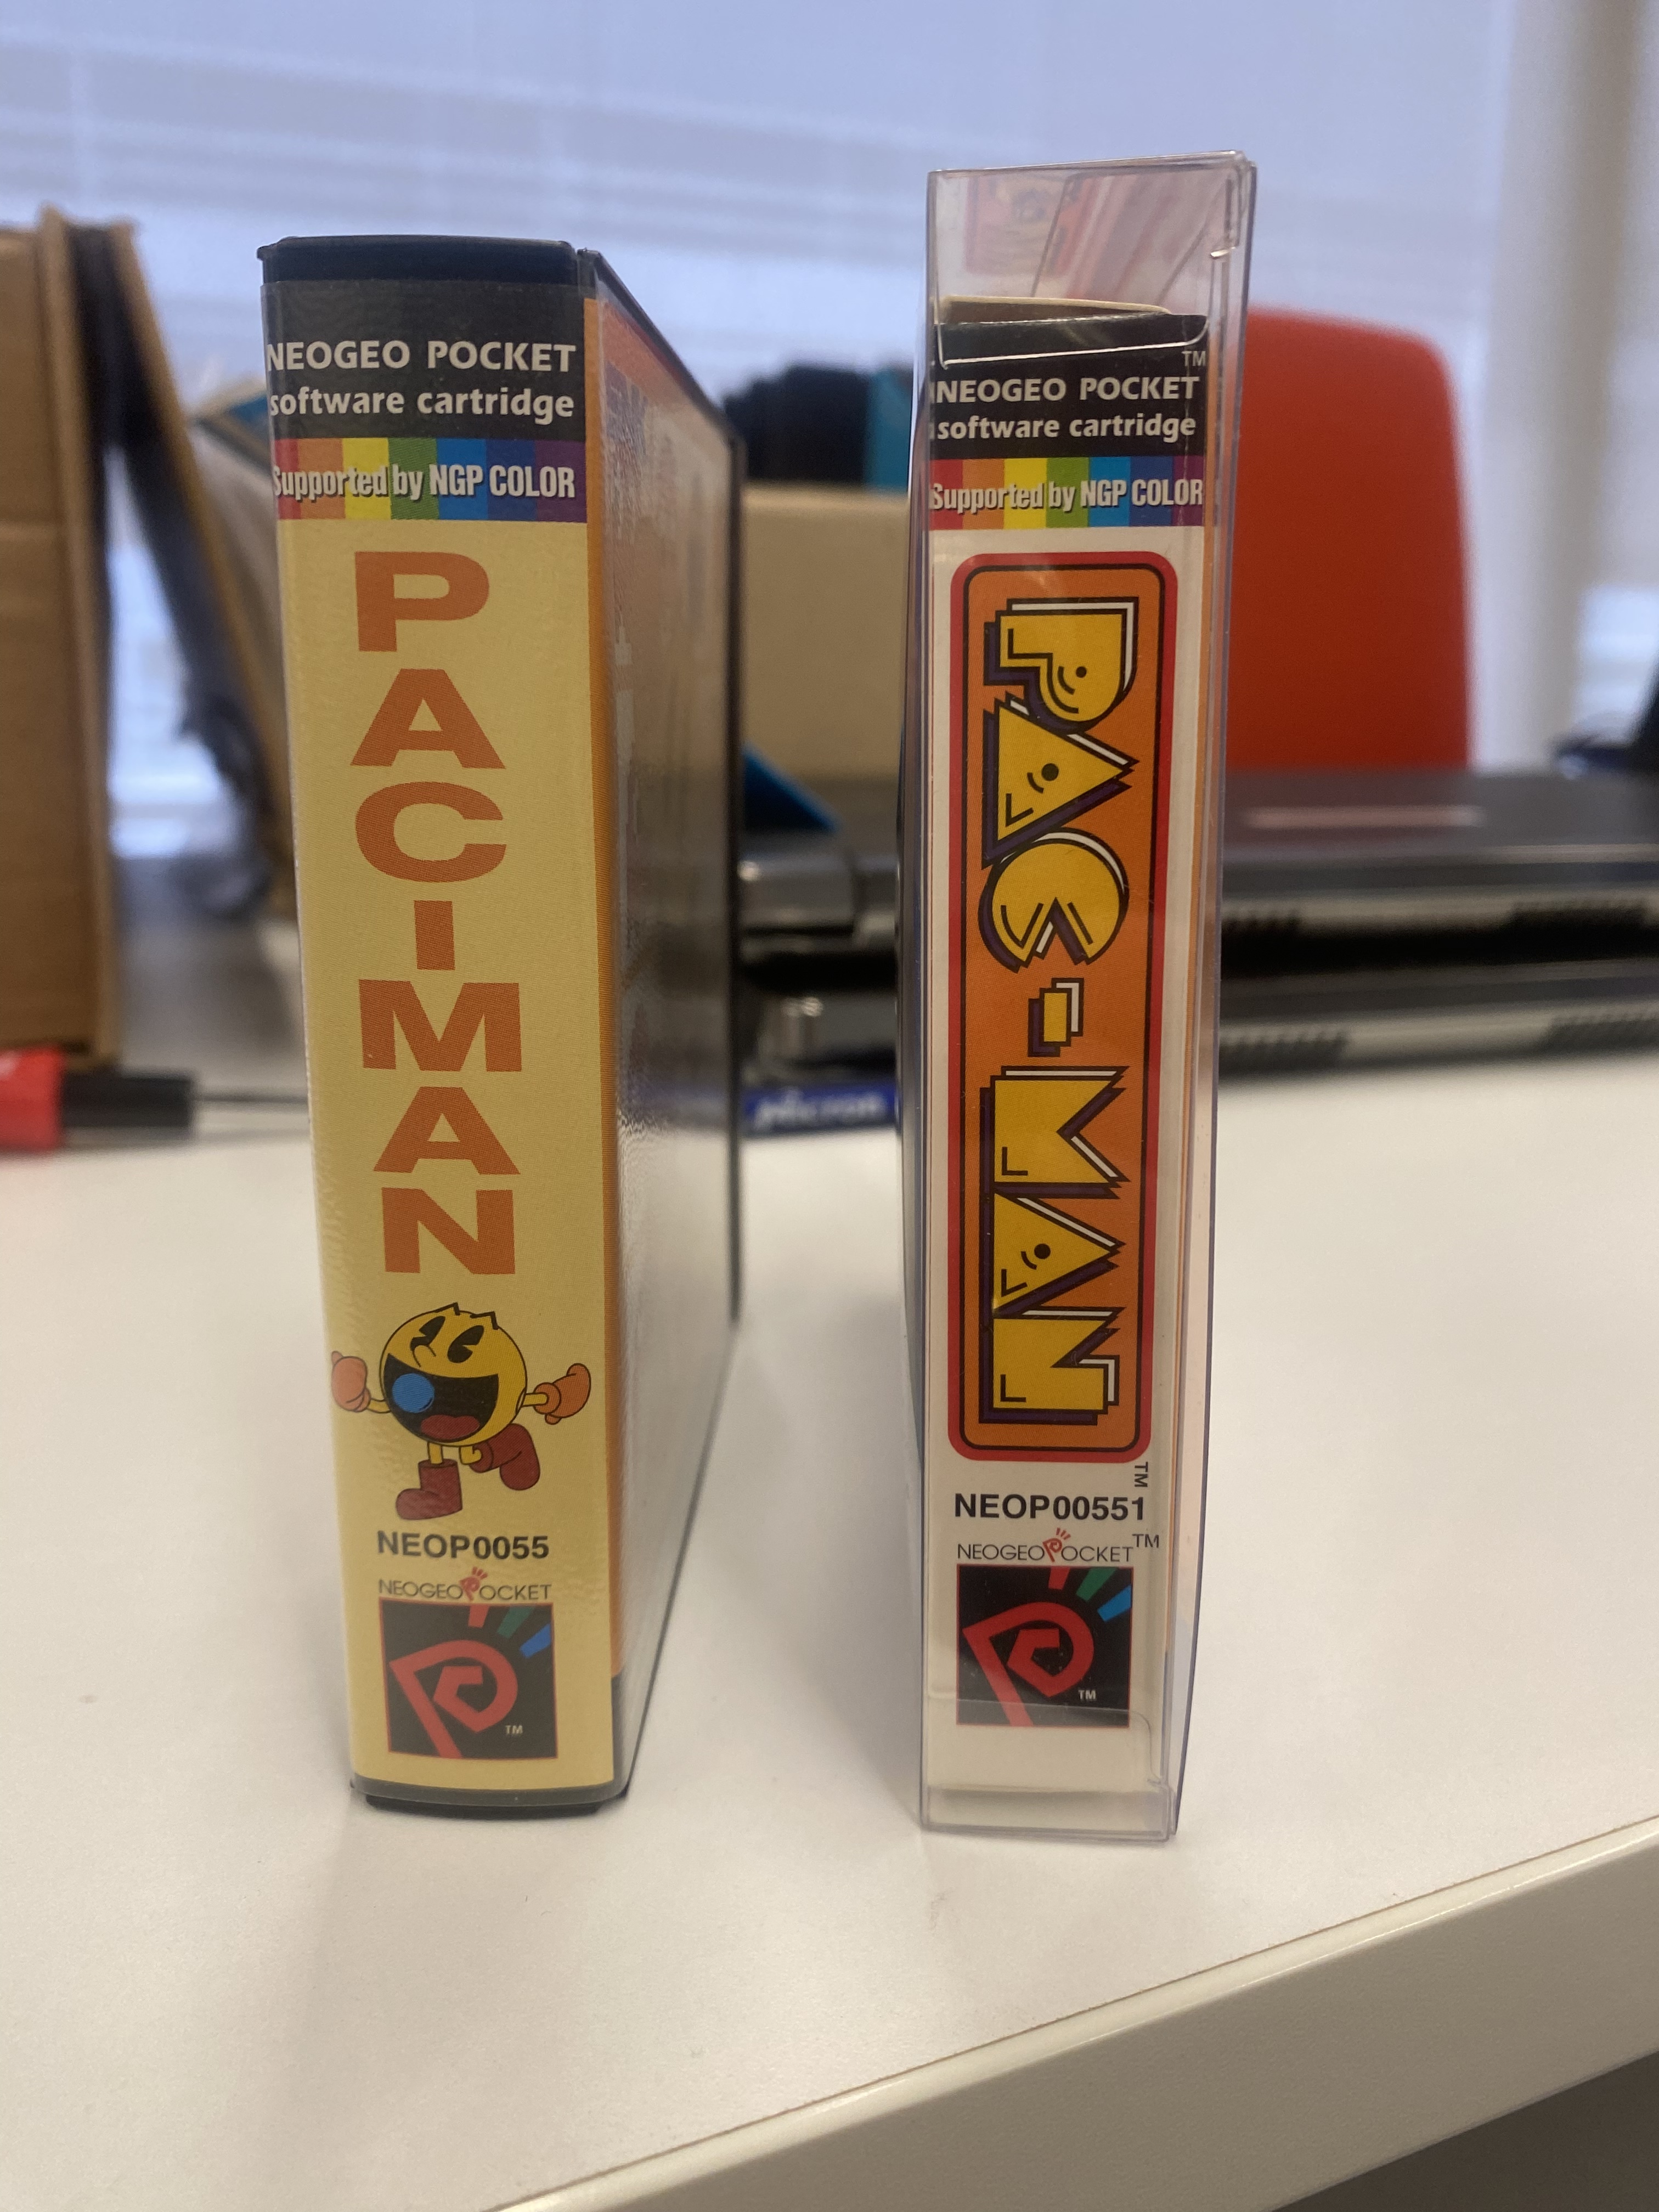 NEOGEO POCKET
software cartridge
Supported by NGP COLOR
PAC-MAN
NEOP0055
NEOGEO POCKET
TM
TM
NEOGEO POCKET
software cartridge
Supported by NGP COLOR
PAC-MAN
TM
NEOP00551
NEOGEO POCKET TM
TM
Micron